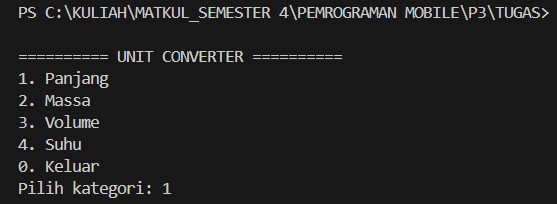 PS C:\KULIAH\MATKUL_SEMESTER 4\PEMROGRAMAN MOBILE\P3\TUGAS>
========== UNIT CONVERTER ==========
1. Panjang
2. Massa
3. Volume
4. Suhu
0. Keluar
Pilih kategori: 1